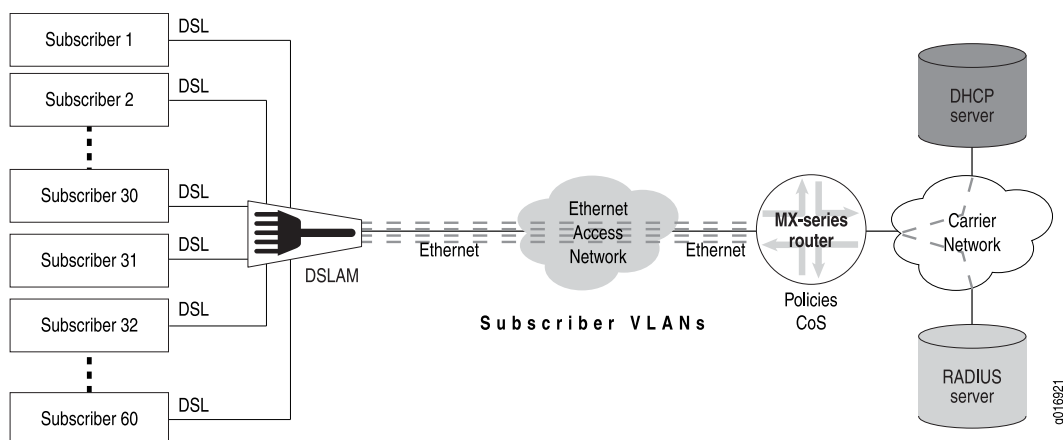 Subscriber 1
DSL
Subscriber 2
DSL
Subscriber 30
DSL
Subscriber 31
DSL
Subscriber 32
DSL
Subscriber 60
DSL
DSLAM
Ethernet
Ethernet
Access
Network
Ethernet
Subscriber VLANs
MX-series
router
Policies
CoS
DHCP
server
Carrier
Network
RADIUS
server
g016921